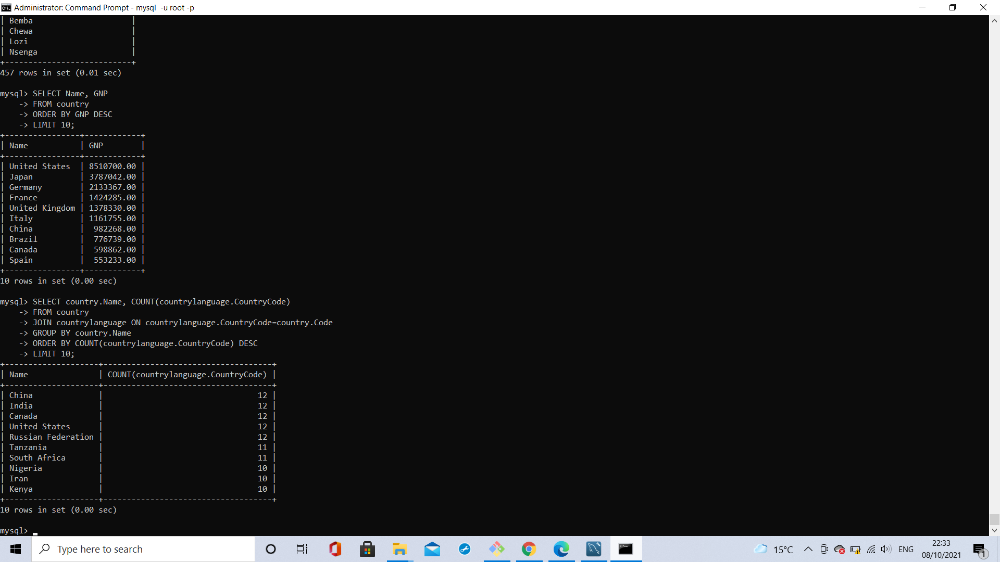 Administrator: Command Prompt - mysql  -u root -p
| Bemba                     |
| Chewa                     |
| Lozi                      |
| Nsenga                    |
+---------------------------+
457 rows in set (0.01 sec)
mysql> SELECT Name, GNP
    -> FROM country
    -> ORDER BY GNP DESC
    -> LIMIT 10;
+----------------+------------+
| Name           | GNP        |
+----------------+------------+
| United States  | 8510700.00 |
| Japan          | 3787042.00 |
| Germany        | 2133367.00 |
| France         | 1424285.00 |
| United Kingdom | 1378330.00 |
| Italy          | 1161755.00 |
| China          |  982268.00 |
| Brazil         |  776739.00 |
| Canada         |  598862.00 |
| Spain          |  553233.00 |
+----------------+------------+
10 rows in set (0.00 sec)
mysql> SELECT country.Name, COUNT(countrylanguage.CountryCode)
    -> FROM country
    -> JOIN countrylanguage ON countrylanguage.CountryCode=country.Code
    -> GROUP BY country.Name
    -> ORDER BY COUNT(countrylanguage.CountryCode) DESC
    -> LIMIT 10;
+--------------------+------------------------------------+
| Name               | COUNT(countrylanguage.CountryCode) |
+--------------------+------------------------------------+
| China              |                                 12 |
| India              |                                 12 |
| Canada             |                                 12 |
| United States      |                                 12 |
| Russian Federation |                                 12 |
| Tanzania           |                                 11 |
| South Africa       |                                 11 |
| Nigeria            |                                 10 |
| Iran               |                                 10 |
| Kenya              |                                 10 |
+--------------------+------------------------------------+
10 rows in set (0.00 sec)
mysql>
Type here to search
15°C
ENG
22:33
08/10/2021
1